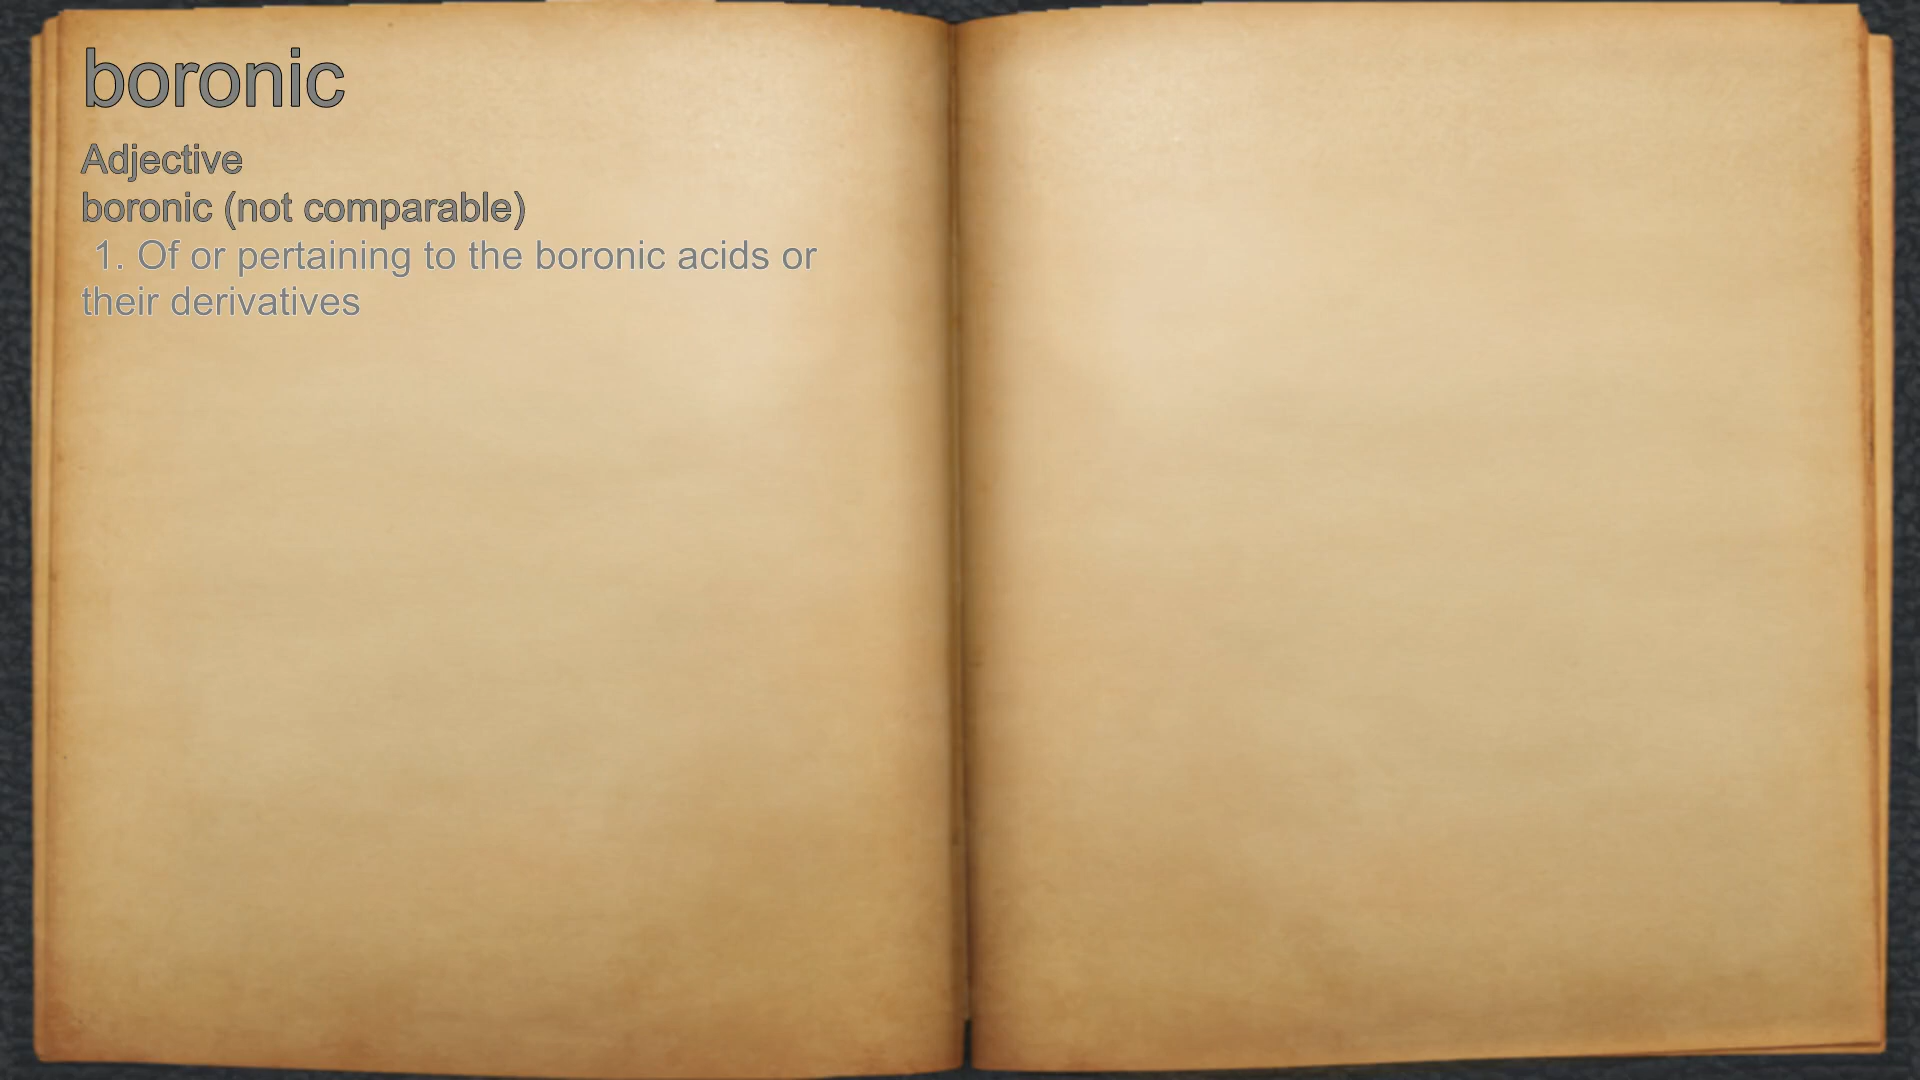 boronic
Adjective
boronic (not comparable)
1. Of or pertaining to the boronic acids or
their derivatives